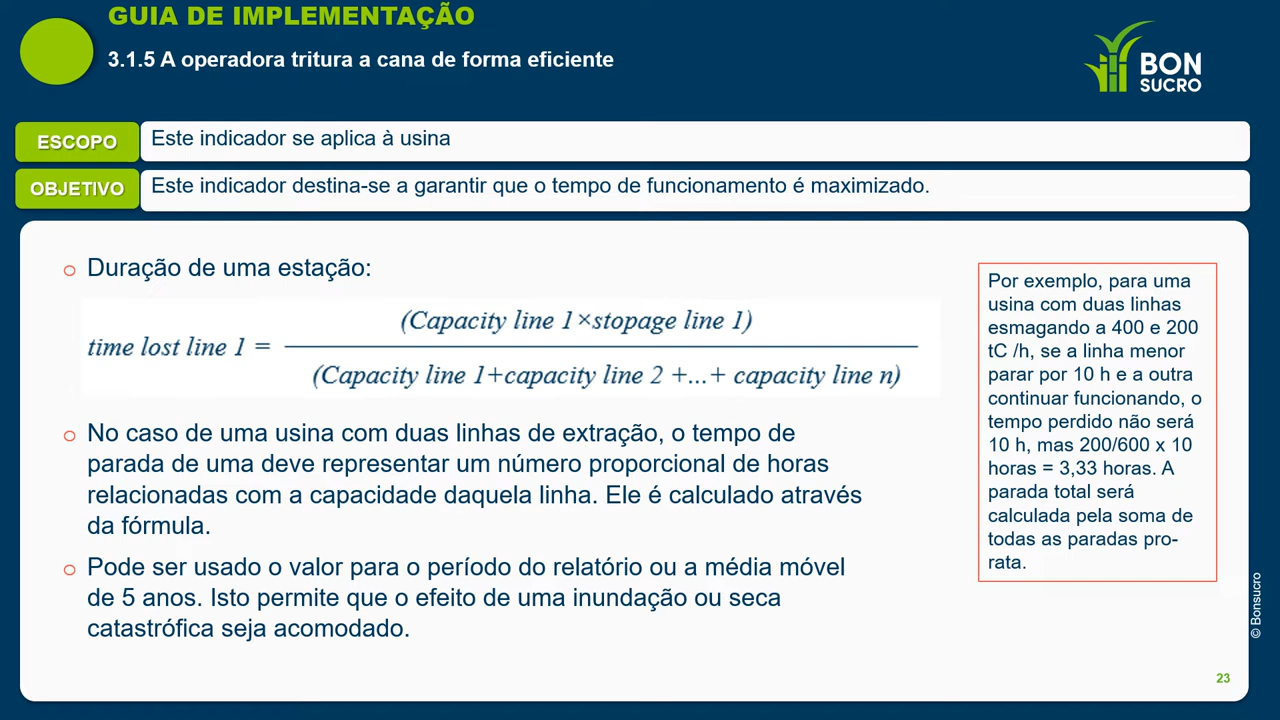 GUIA DE IMPLEMENTAÇÃO
3.1.5 A operadora tritura a cana de forma eficiente
BON
SUCRO
ESCOPO
Este indicador se aplica à usina
OBJETIVO
Este indicador destina-se a garantir que o tempo de funcionamento é maximizado.
Duração de uma estação:
(Capacity line 1×stopage line 1)
time lost line 1 =
(Capacity line 1+capacity line 2 +...+ capacity line n)
No caso de uma usina com duas linhas de extração, o tempo de
parada de uma deve representar um número proporcional de horas
relacionadas com a capacidade daquela linha. Ele é calculado através
da fórmula.
Pode ser usado o valor para o período do relatório ou a média móvel
de 5 anos. Isto permite que o efeito de uma inundação ou seca
catastrófica seja acomodado.
Por exemplo, para uma
usina com duas linhas
esmagando a 400 e 200
tC /h, se a linha menor
parar por 10 h e a outra
continuar funcionando, o
tempo perdido não será
10 h, mas 200/600 x 10
horas = 3,33 horas. A
parada total será
calculada pela soma de
todas as paradas pro-
rata.
© Bonsucro
23